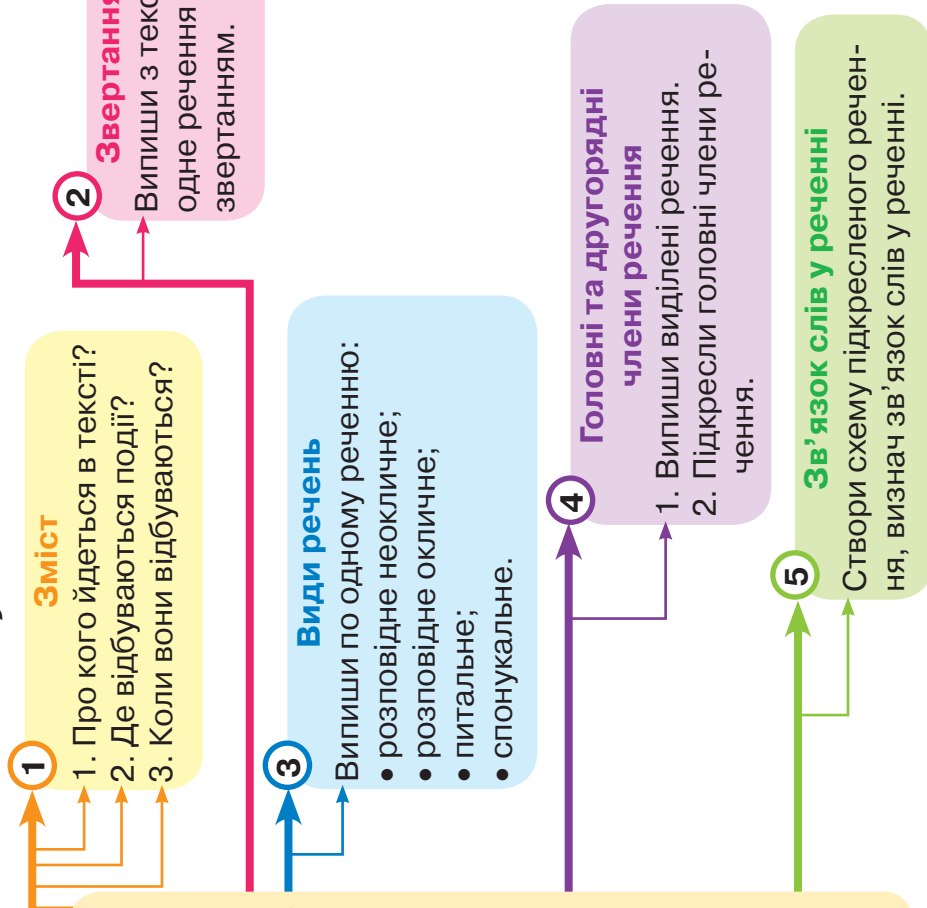 1
Зміст
1. Про кого йдеться в тексті?
2. Де відбуваються події?
3. Коли вони відбуваються?
2
Звертання
Випиши з
одне речення
звертанням.
3
Види речень
Випиши по одному реченню:
• розповідне неокличне;
• розповідне окличне;
• питальне;
• спонукальне.
4
Головні та другорядні
члени речення
1. Випиши виділені речення.
2. Підкресли головні члени ре-
чення.
5
Зв'язок слів у реченні
Створи схему підкресленого речен-
ня, визнач зв'язок слів у реченні.